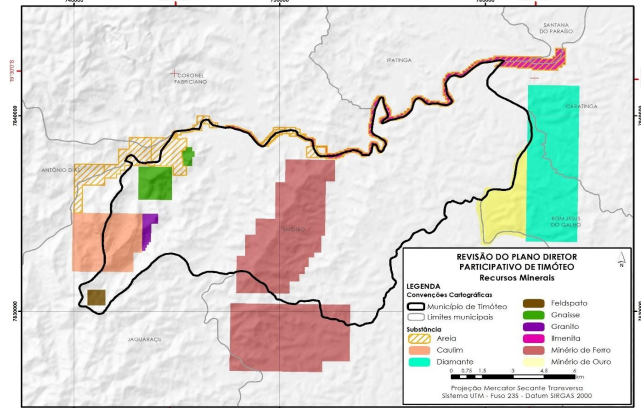 SANTANA
DO PARAÍSO
IPATINGA
CORONEL
FABRICIANO
CARATINGA
ANTÔNIO DIAS
BOM JESUS
DO GALHO
JAGUARAÇU
REVISÃO DO PLANO DIRETOR
PARTICIPATIVO DE TIMÓTEO
Recursos Minerais
LEGENDA
Convenções Cartográficas
Município de Timóteo
Limites municipais
Substância
Areia
Caulim
Diamante
Feldspato
Gnaisse
Granito
Ilmenita
Minério de Ferro
Minério de Ouro
0 0,75 1,5 3 4,5 6
Km
Projeção Mercator Secante Transversa
Sistema UTM - Fuso 23S - Datum SIRGAS 2000